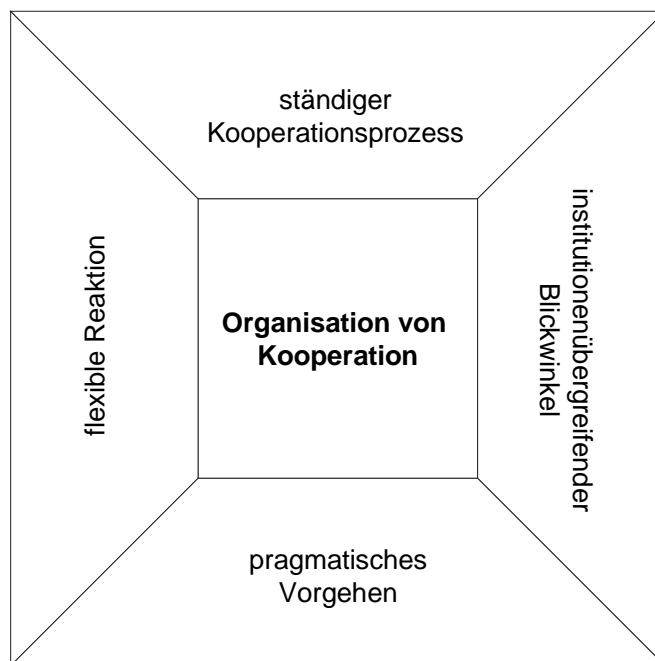 ständiger
Kooperationsprozess
flexible Reaktion
Organisation von
Kooperation
institutionenübergreifender
Blickwinkel
pragmatisches
Vorgehen